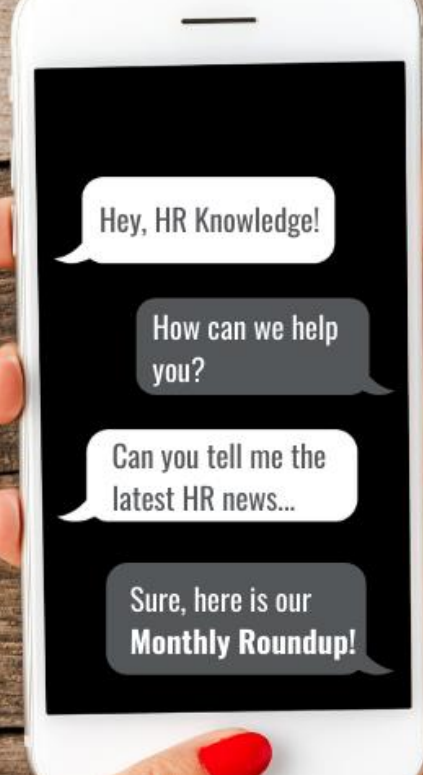 Hey, HR Knowledge!
How can we help
you?
Can you tell me the
latest HR news...
Sure, here is our
Monthly Roundup!